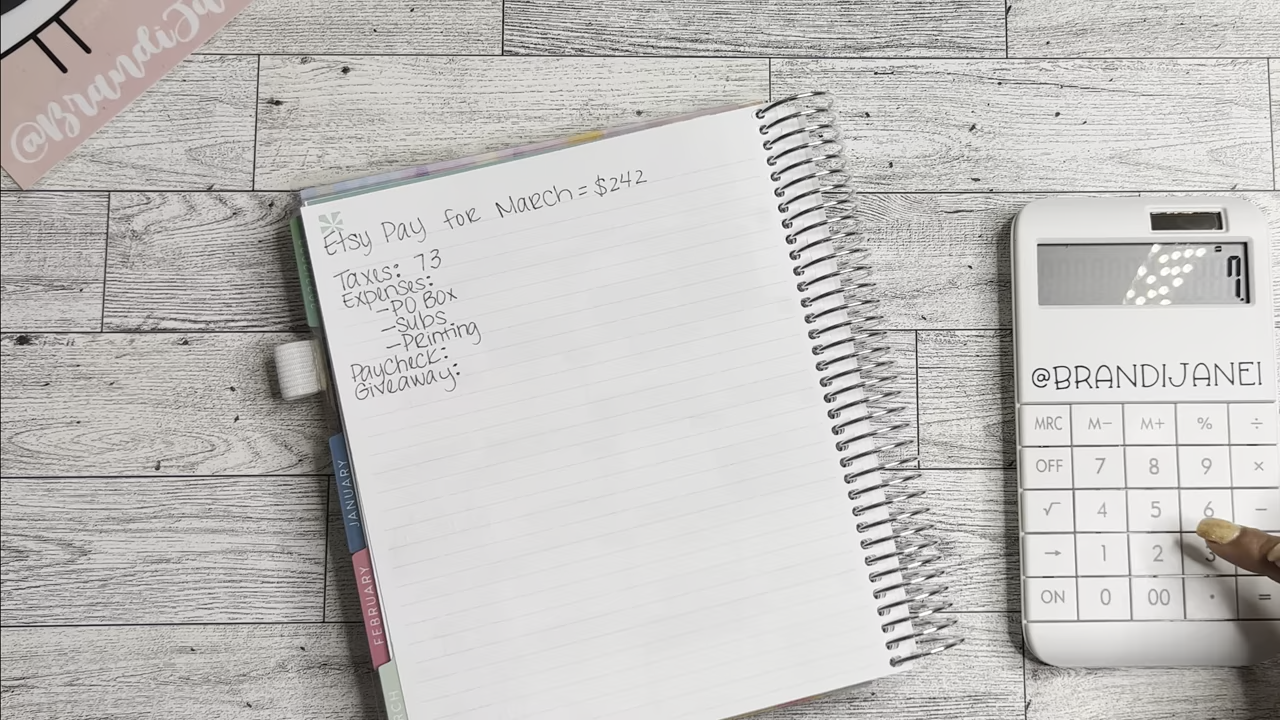 @BrandiJa
Etsy Pay for March = $242
Taxes: 73
Expenses:
-PO Box
-Subs
-Printing
Paycheck:
Giveaway:
JANUARY
FEBRUARY
@BRANDIJANE1
MRC M- M+ % ÷
OFF 7 8 9 ×
√ 4 5 6 -
→ 1 2 3
ON 0 00 . =